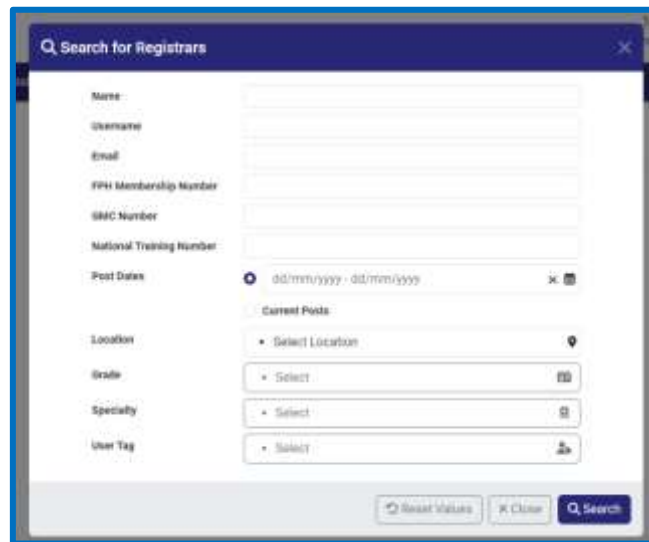 Search for Registrars
Name
Username
Email
FPH Membership Number
GMC Number
National Training Number
Post Dates dd/mm/yyyy - dd/mm/yyyy
Current Posts
Location • Select Location
Grade • Select
Specialty • Select
User Tag • Select
Reset Values × Close Search